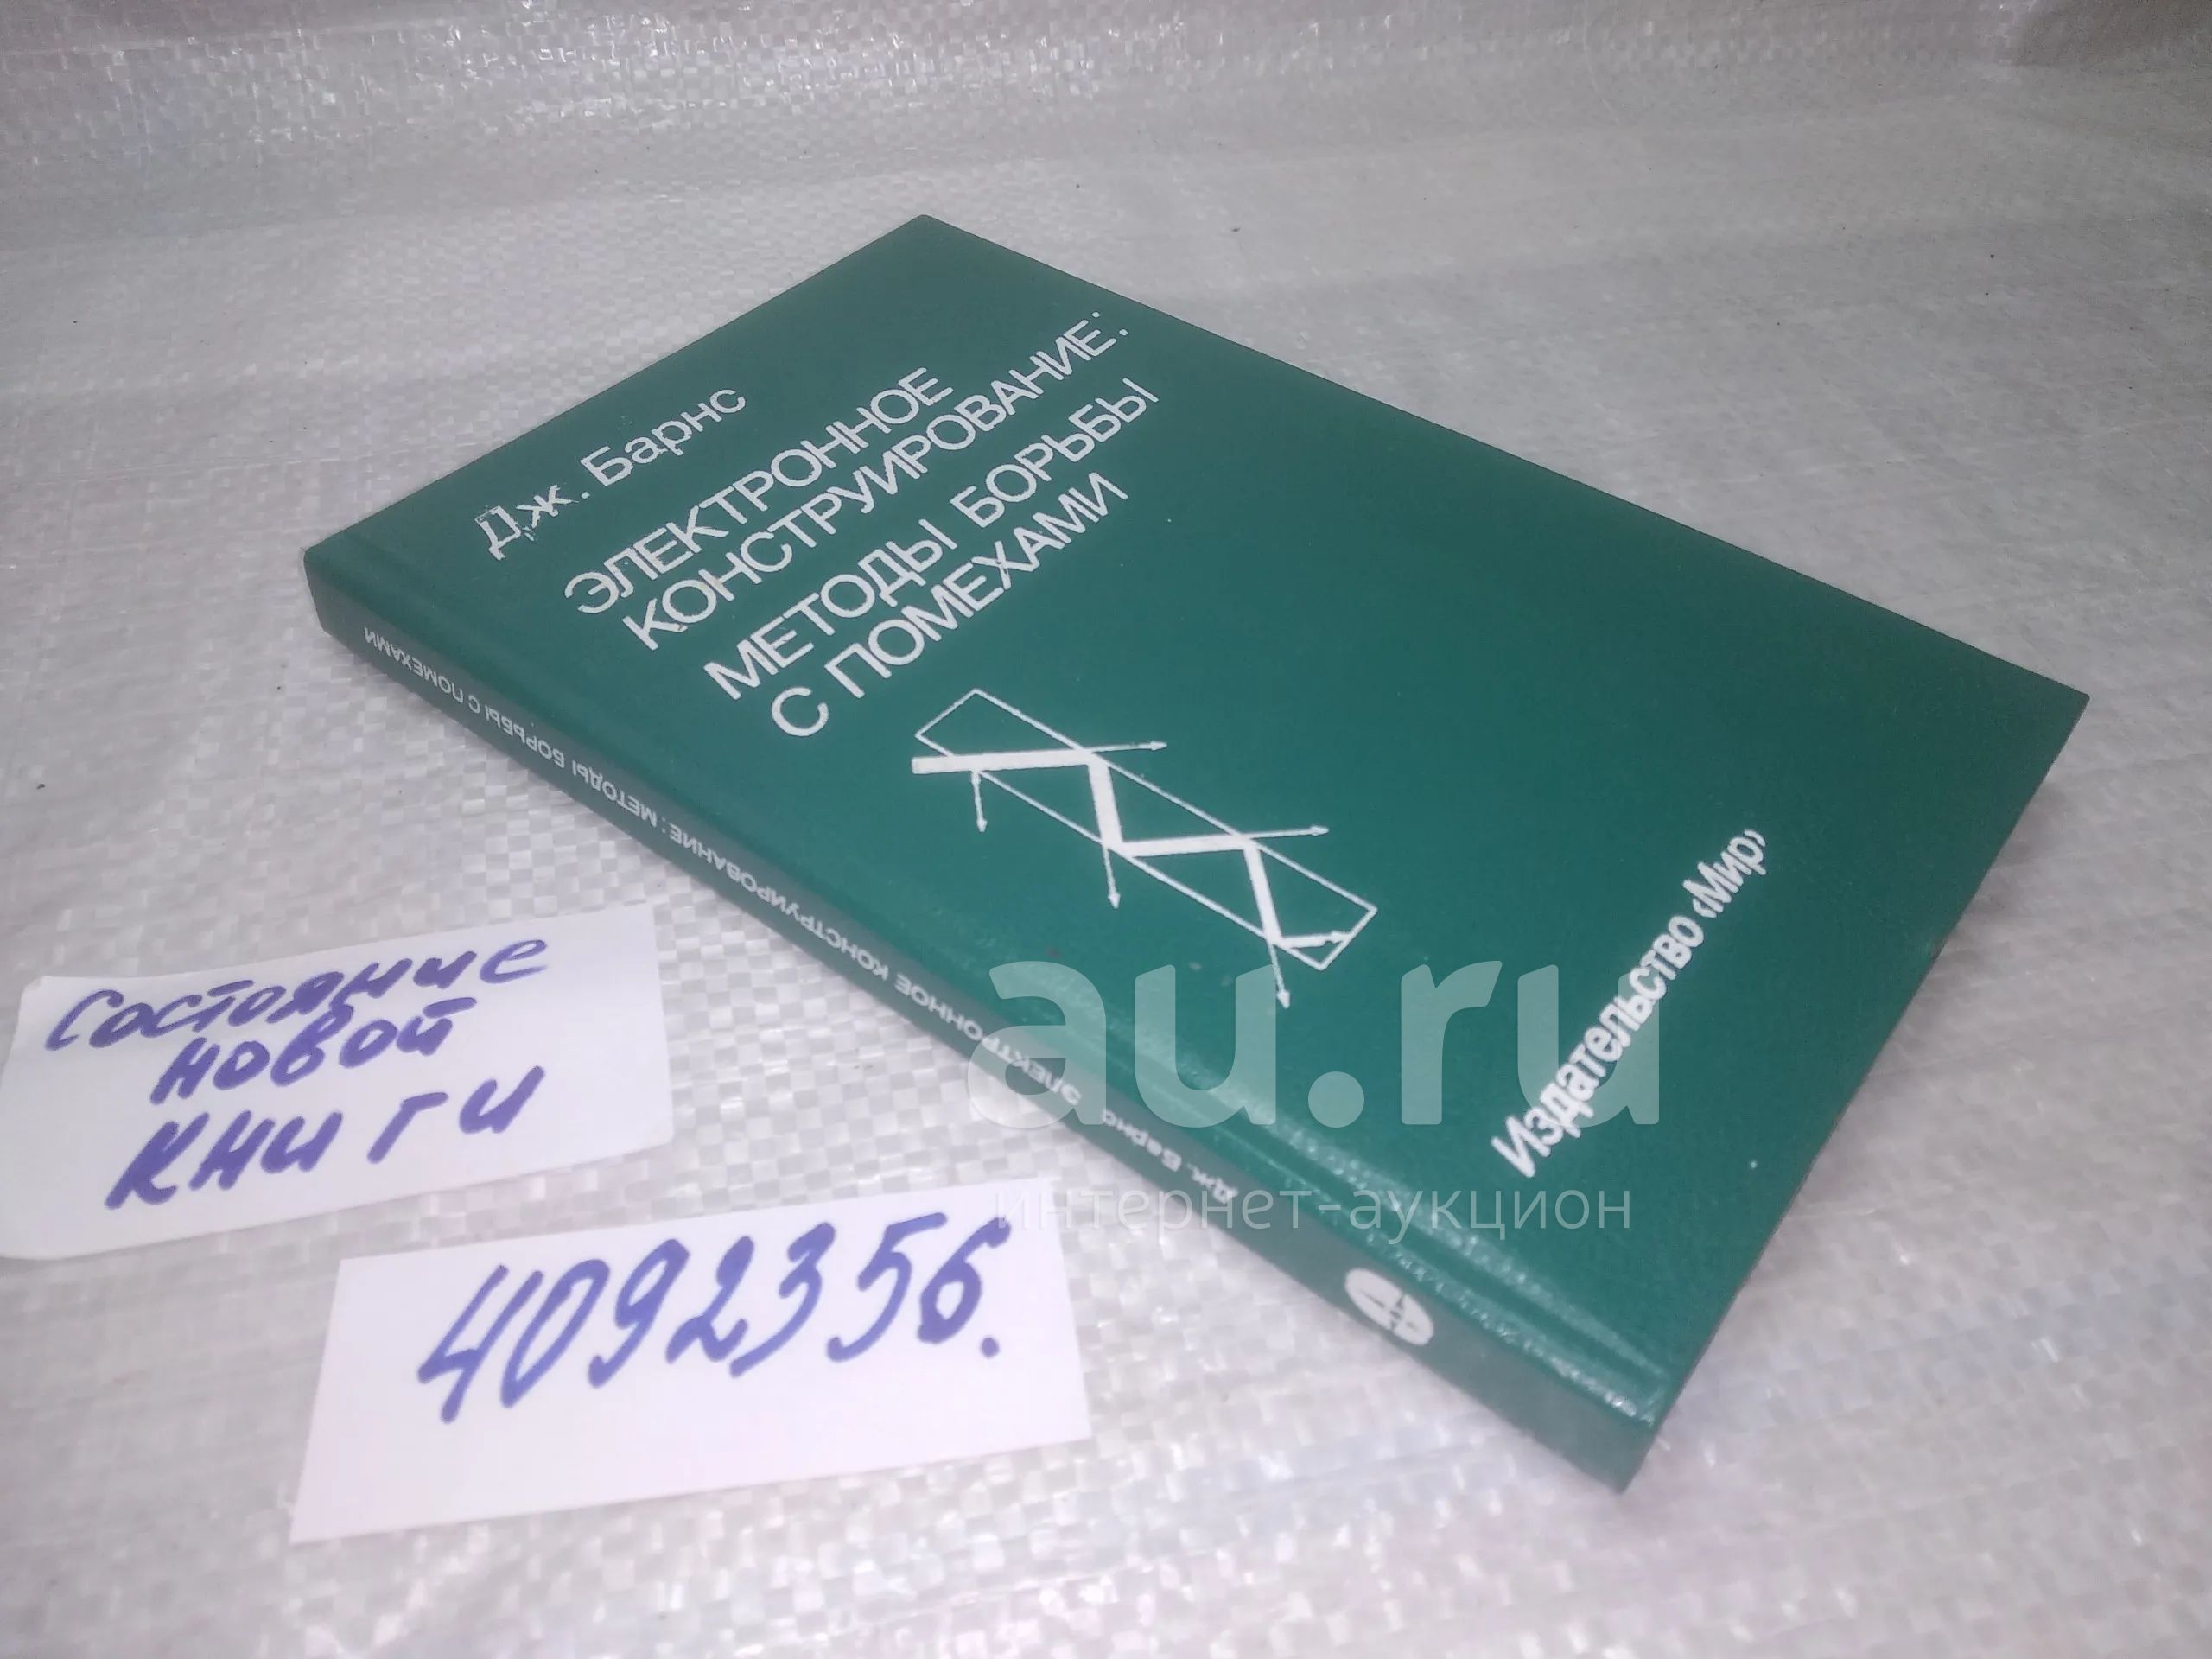 Дж. Барнс
ЭЛЕКТРОННОЕ
КОНСТРУИРОВАНИЕ:
МЕТОДЫ БОРЬБЫ
С ПОМЕХАМИ
Издательство «Мир»
Дж. Барнс ЭЛЕКТРОННОЕ КОНСТРУИРОВАНИЕ: МЕТОДЫ БОРЬБЫ С ПОМЕХАМИ
Состояние
новой
книги
4092356.
au.ru
интернет-аукцион